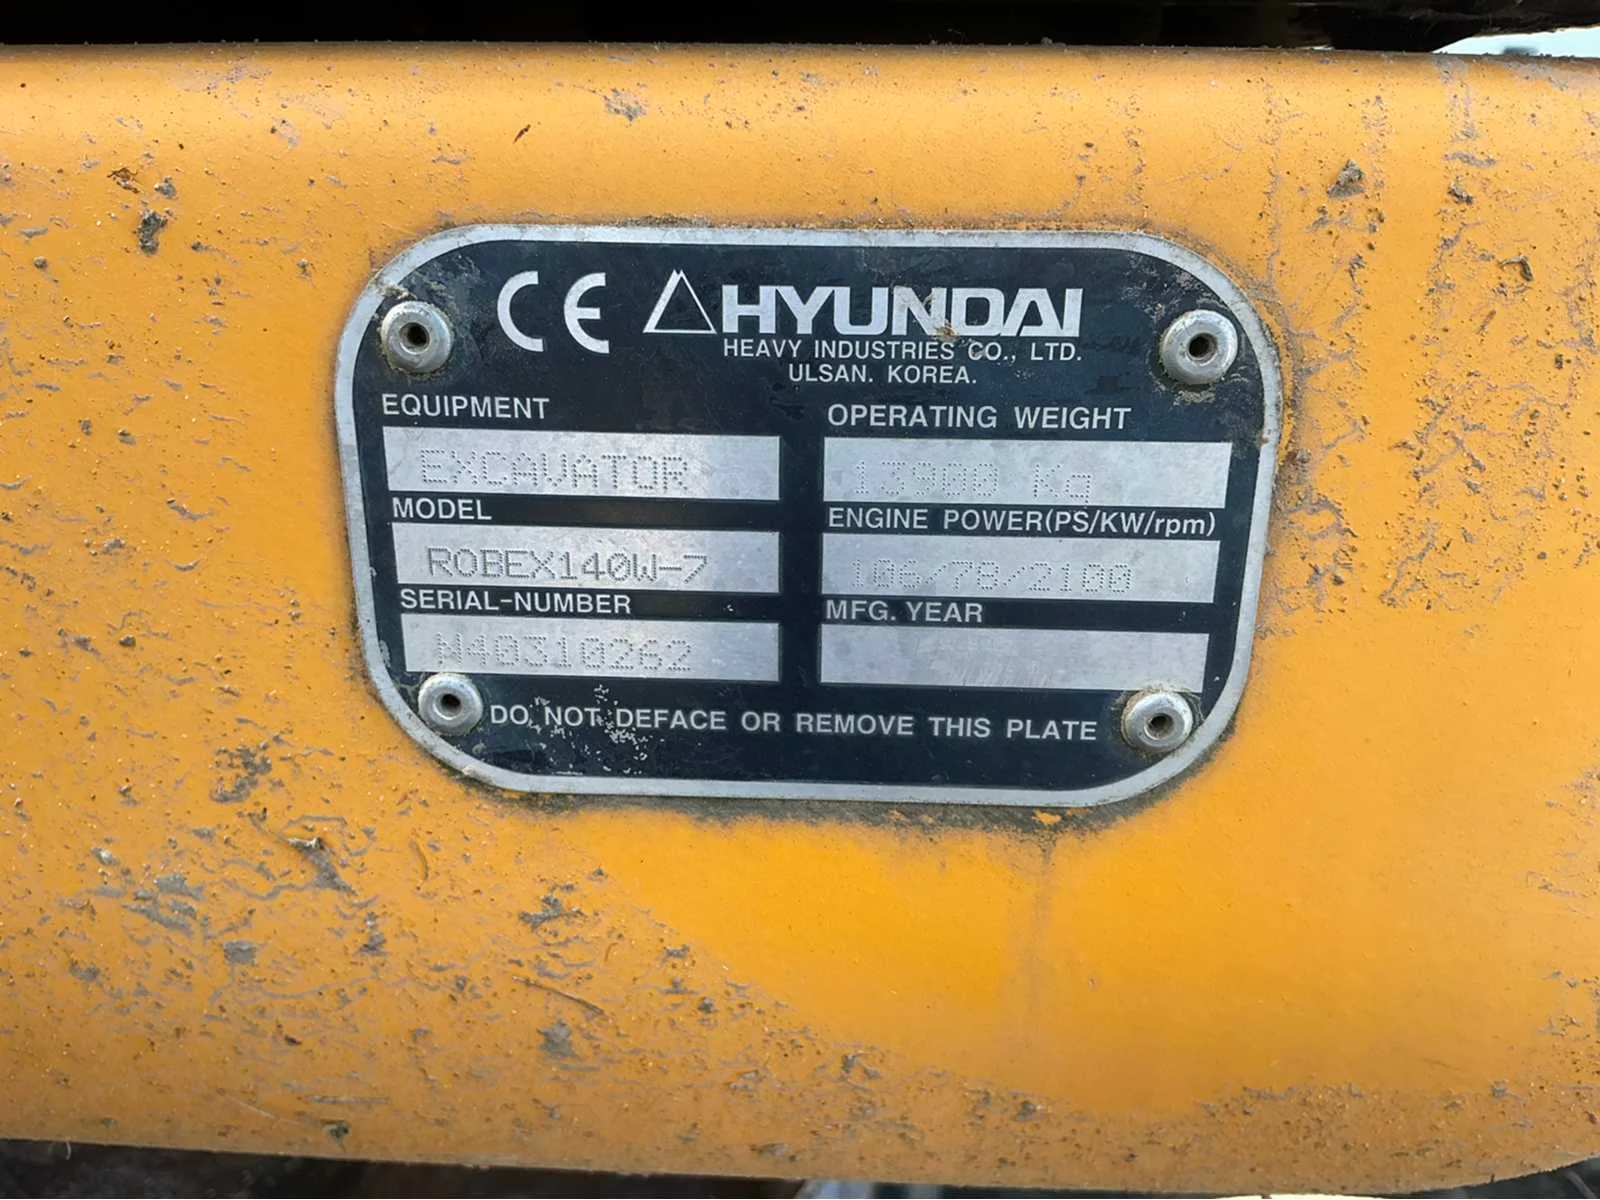 CE HYUNDAI
HEAVY INDUSTRIES CO., LTD.
ULSAN. KOREA.
EQUIPMENT
EXCAVATOR
MODEL
ROBEX140W-7
SERIAL-NUMBER
N40310262
OPERATING WEIGHT
13900 Kg
ENGINE POWER(PS/KW/rpm)
106/78/2100
MFG. YEAR
DO NOT DEFACE OR REMOVE THIS PLATE